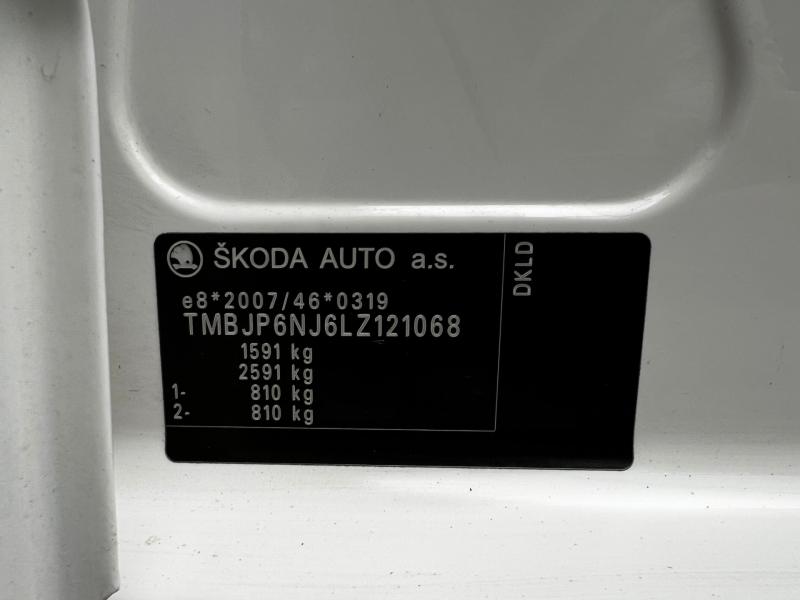 ŠKODA AUTO a.s.
DKLD
e8*2007/46*0319
TMBJP6NJ6LZ121068
1591 kg
2591 kg
1- 810 kg
2- 810 kg